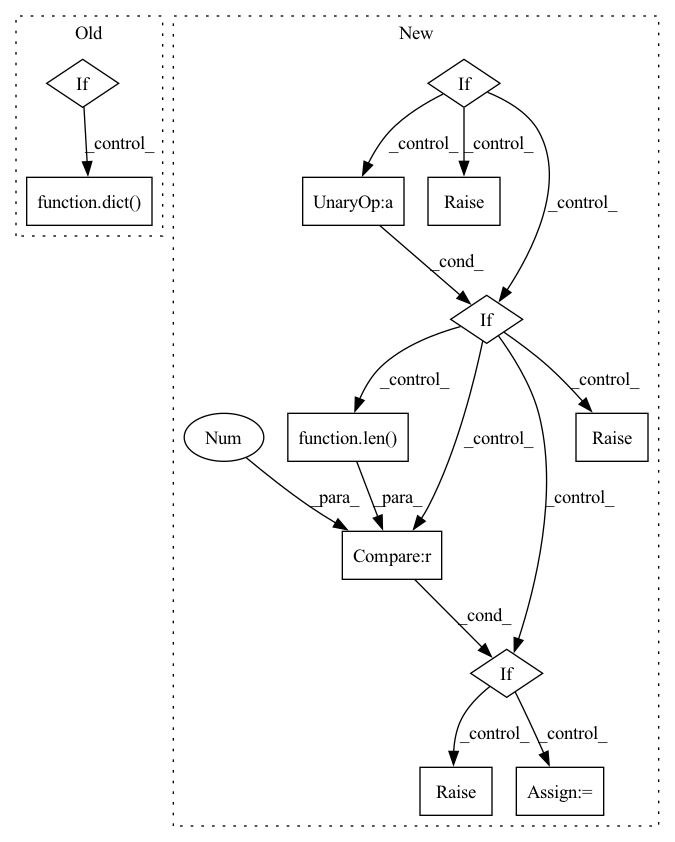 Old
New
If
If
_control_
_control_
_control_
function.dict()
UnaryOp:a
Raise
_control_
_cond_
If
_control_
_control_
Num
function.len()
_control_
Raise
_para_
_para_
_control_
Compare:r
_cond_
If
_control_
_control_
Raise
Assign:=